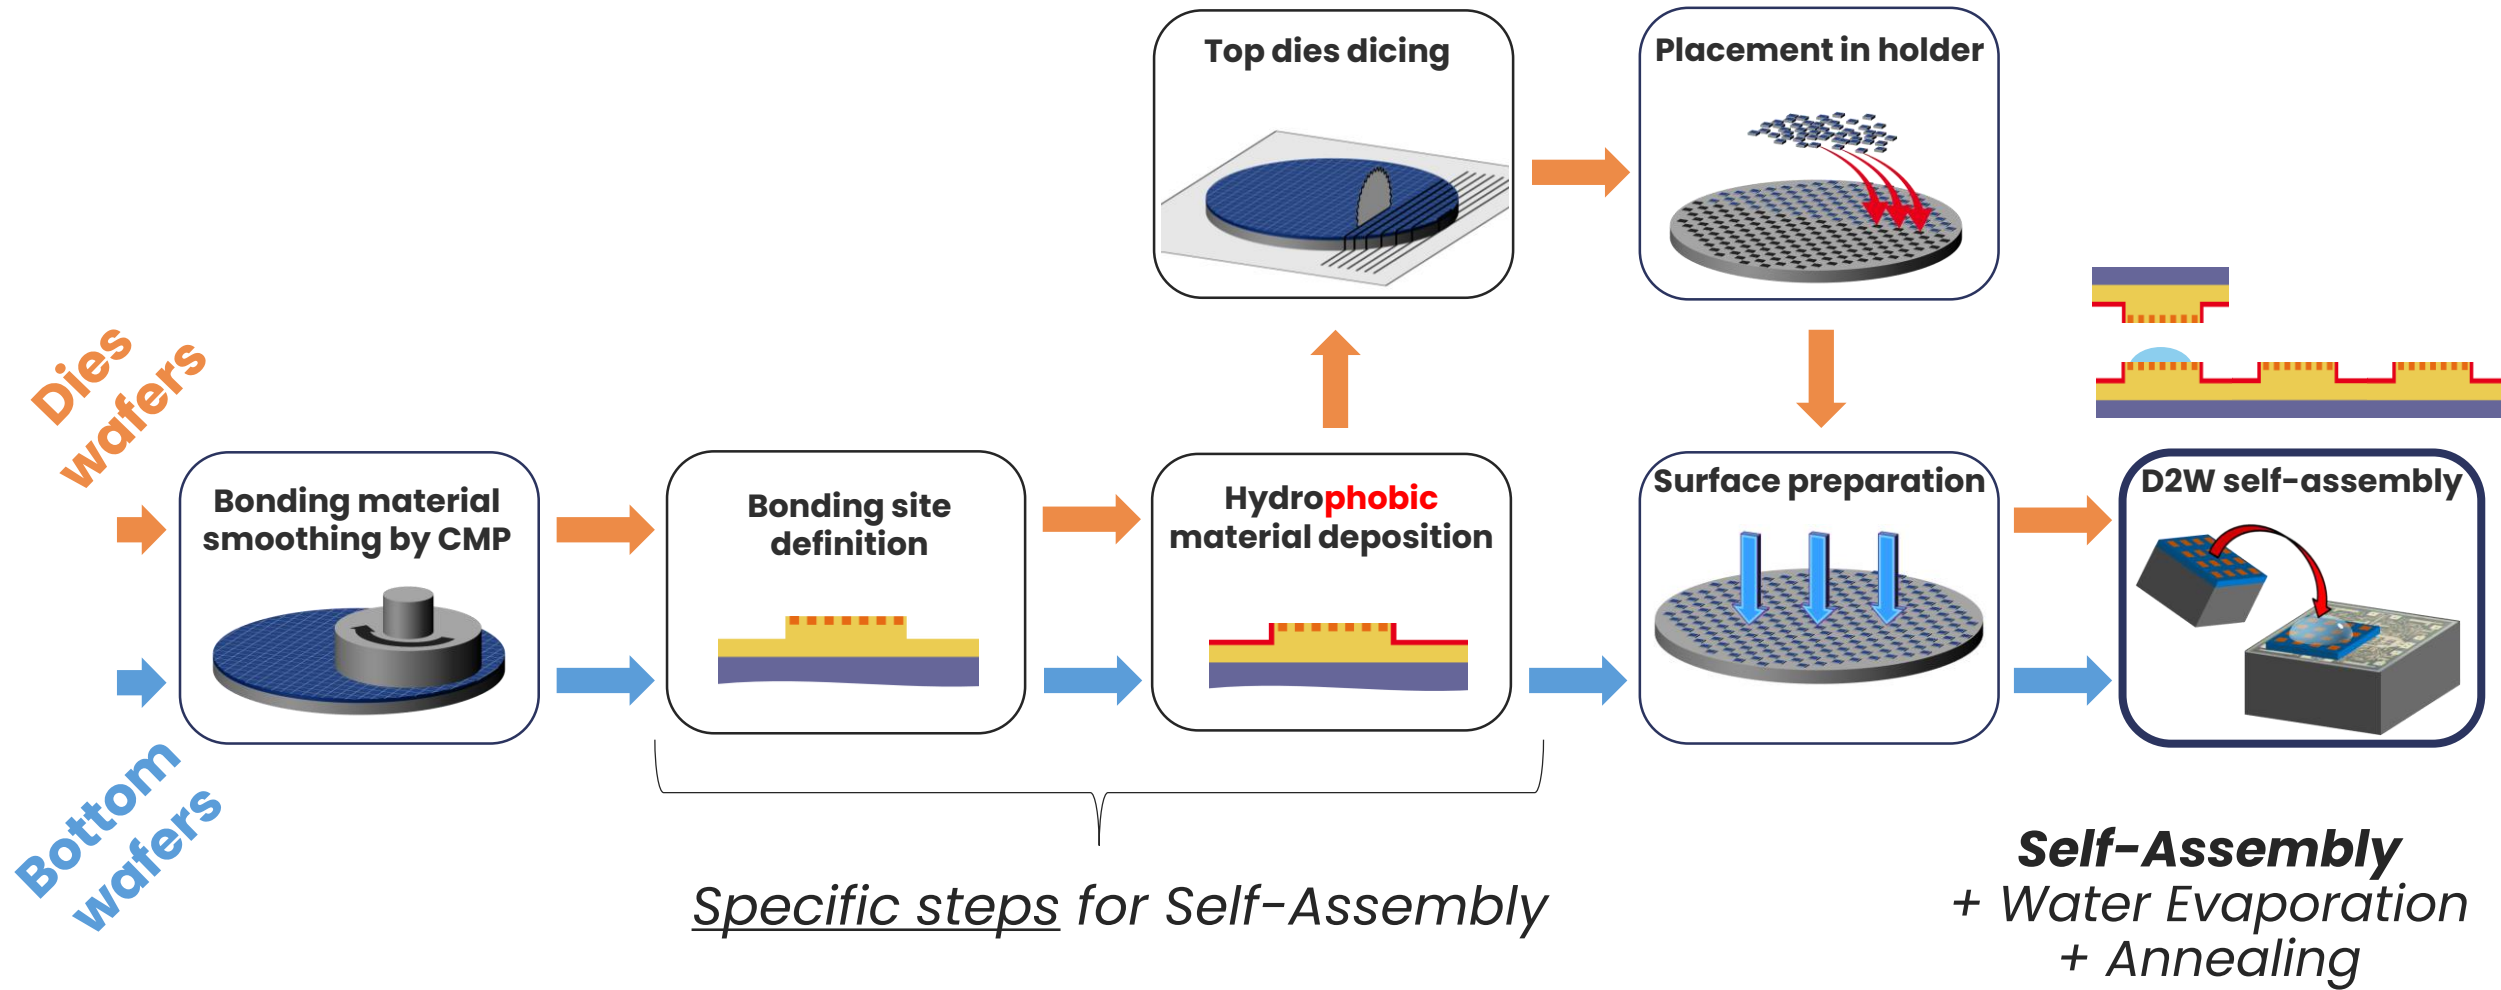 Top dies dicing
Placement in holder
Dies
wafers
Bonding material
smoothing by CMP
Bonding site
definition
Hydrophobic
material deposition
Surface preparation
D2W self-assembly
Bottom
wafers
Specific steps for Self-Assembly
Self-Assembly
+ Water Evaporation
+ Annealing